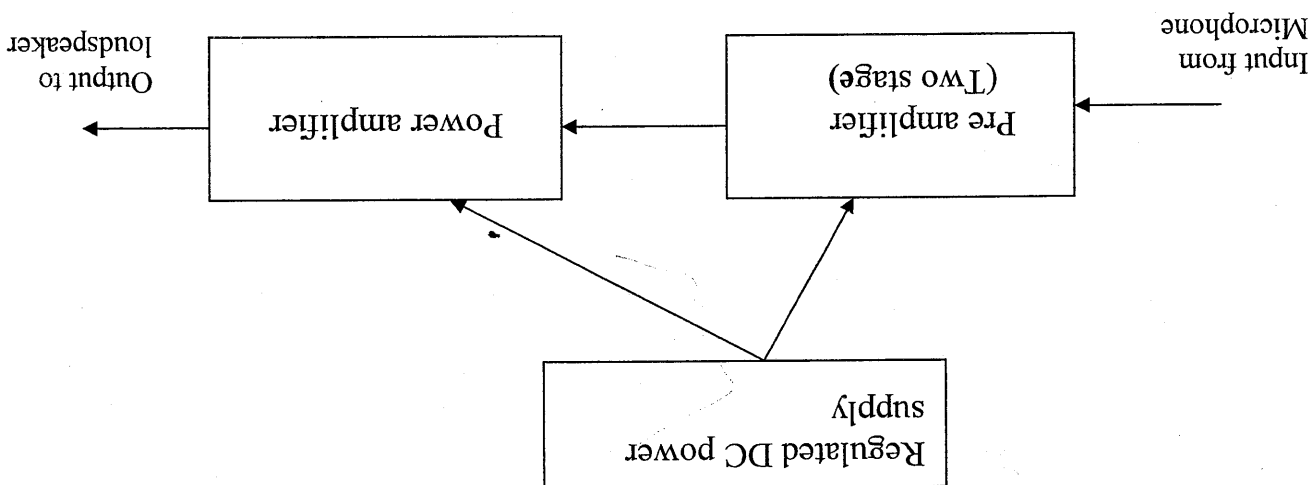 Regulated DC power
supply
Input from
Microphone
Pre amplifier
(Two stage)
Power amplifier
Output to
loudspeaker